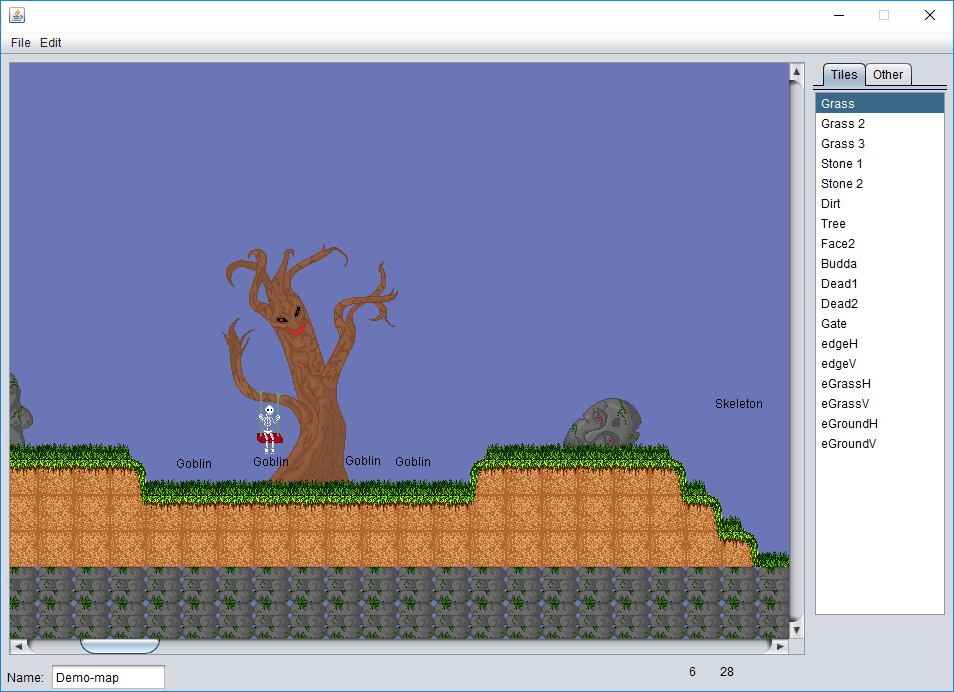 File Edit
Tiles Other
Grass
Grass 2
Grass 3
Stone 1
Stone 2
Dirt
Tree
Face2
Budda
Dead1
Dead2
Gate
edgeH
edgeV
eGrassH
eGrassV
eGroundH
eGroundV
Skeleton
Goblin Goblin Goblin Goblin
Name: Demo-map
6 28